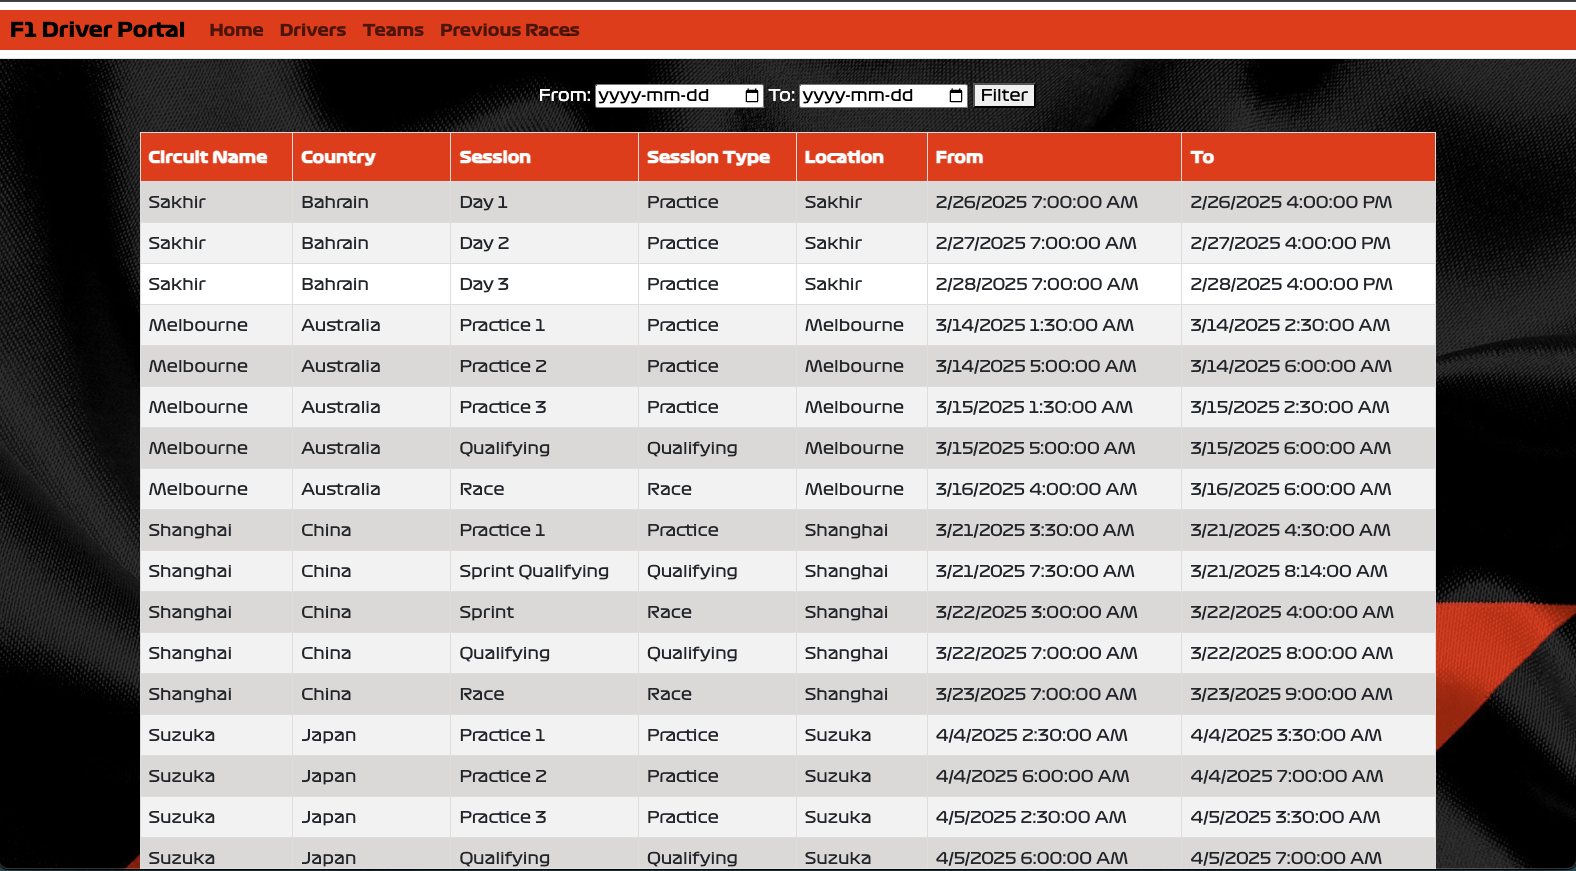 F1 Driver Portal Home Drivers Teams Previous Races
From: yyyy-mm-dd To: yyyy-mm-dd Filter
Circuit Name Country Session Session Type Location From To
Sakhir Bahrain Day 1 Practice Sakhir 2/26/2025 7:00:00 AM 2/26/2025 4:00:00 PM
Sakhir Bahrain Day 2 Practice Sakhir 2/27/2025 7:00:00 AM 2/27/2025 4:00:00 PM
Sakhir Bahrain Day 3 Practice Sakhir 2/28/2025 7:00:00 AM 2/28/2025 4:00:00 PM
Melbourne Australia Practice 1 Practice Melbourne 3/14/2025 1:30:00 AM 3/14/2025 2:30:00 AM
Melbourne Australia Practice 2 Practice Melbourne 3/14/2025 5:00:00 AM 3/14/2025 6:00:00 AM
Melbourne Australia Practice 3 Practice Melbourne 3/15/2025 1:30:00 AM 3/15/2025 2:30:00 AM
Melbourne Australia Qualifying Qualifying Melbourne 3/15/2025 5:00:00 AM 3/15/2025 6:00:00 AM
Melbourne Australia Race Race Melbourne 3/16/2025 4:00:00 AM 3/16/2025 6:00:00 AM
Shanghai China Practice 1 Practice Shanghai 3/21/2025 3:30:00 AM 3/21/2025 4:30:00 AM
Shanghai China Sprint Qualifying Qualifying Shanghai 3/21/2025 7:30:00 AM 3/21/2025 8:14:00 AM
Shanghai China Sprint Race Shanghai 3/22/2025 3:00:00 AM 3/22/2025 4:00:00 AM
Shanghai China Qualifying Qualifying Shanghai 3/22/2025 7:00:00 AM 3/22/2025 8:00:00 AM
Shanghai China Race Race Shanghai 3/23/2025 7:00:00 AM 3/23/2025 9:00:00 AM
Suzuka Japan Practice 1 Practice Suzuka 4/4/2025 2:30:00 AM 4/4/2025 3:30:00 AM
Suzuka Japan Practice 2 Practice Suzuka 4/4/2025 6:00:00 AM 4/4/2025 7:00:00 AM
Suzuka Japan Practice 3 Practice Suzuka 4/5/2025 2:30:00 AM 4/5/2025 3:30:00 AM
Suzuka Japan Qualifying Qualifying Suzuka 4/5/2025 6:00:00 AM 4/5/2025 7:00:00 AM